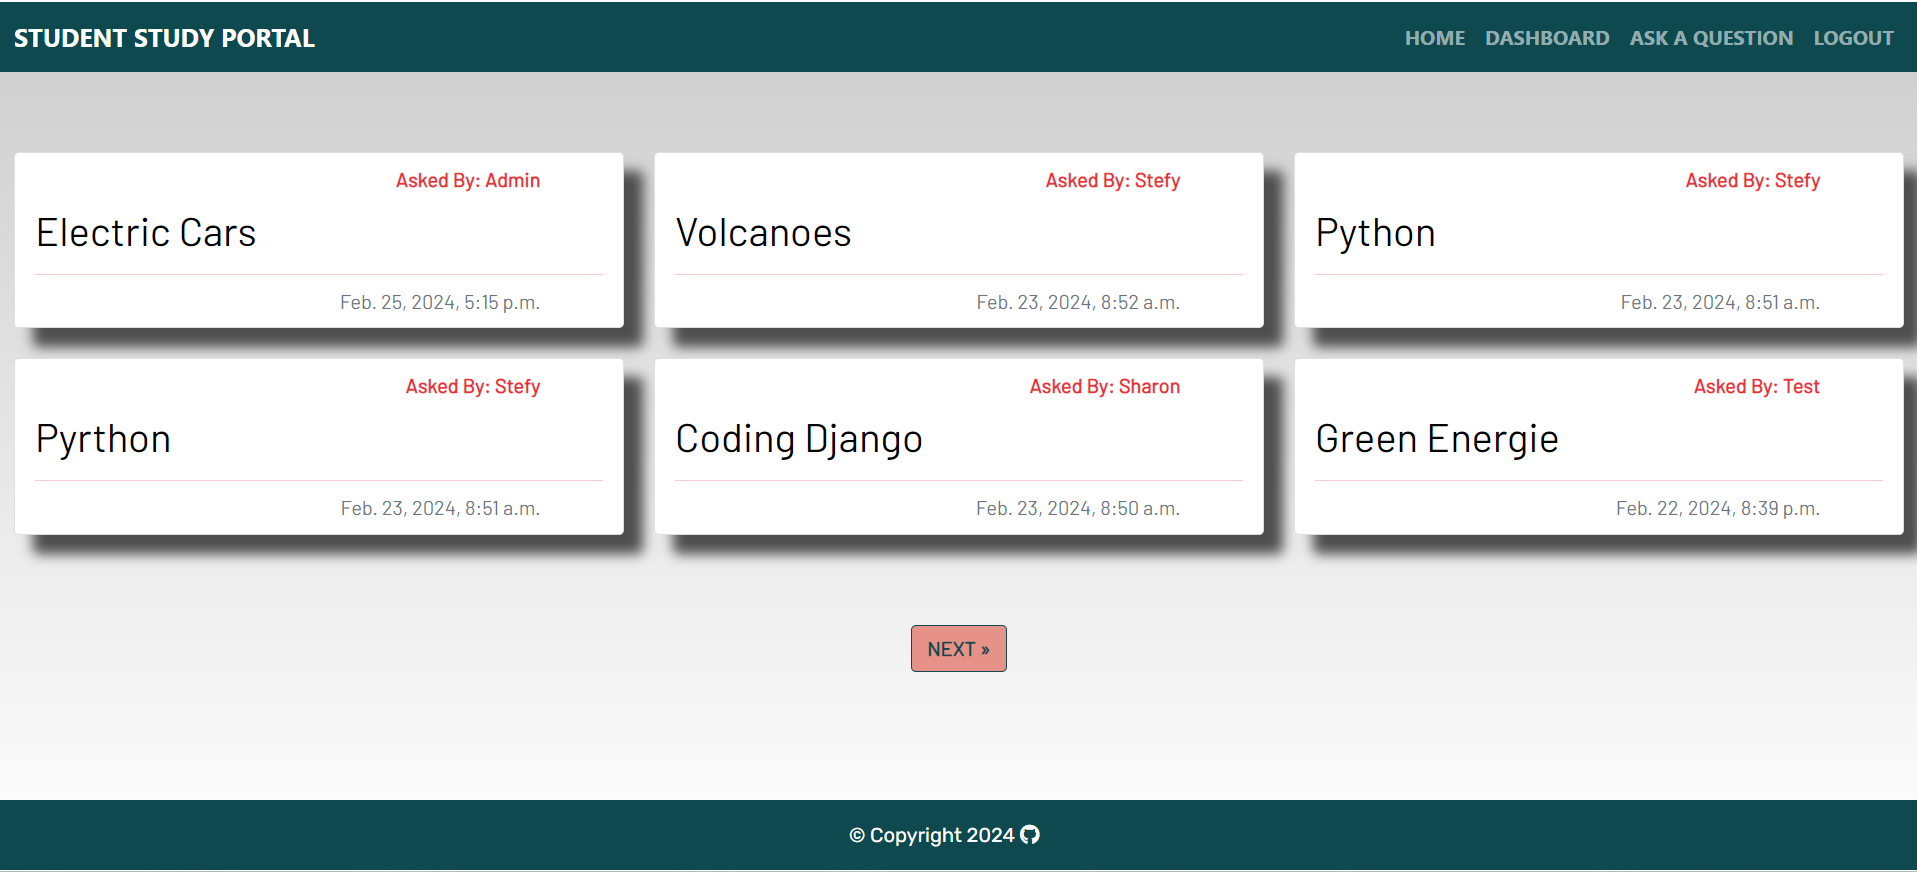 STUDENT STUDY PORTAL
HOME DASHBOARD ASK A QUESTION LOGOUT
Asked By: Admin
Electric Cars
Feb. 25, 2024, 5:15 p.m.
Asked By: Stefy
Volcanoes
Feb. 23, 2024, 8:52 a.m.
Asked By: Stefy
Python
Feb. 23, 2024, 8:51 a.m.
Asked By: Stefy
Pyrthon
Feb. 23, 2024, 8:51 a.m.
Asked By: Sharon
Coding Django
Feb. 23, 2024, 8:50 a.m.
Asked By: Test
Green Energie
Feb. 22, 2024, 8:39 p.m.
NEXT »
© Copyright 2024